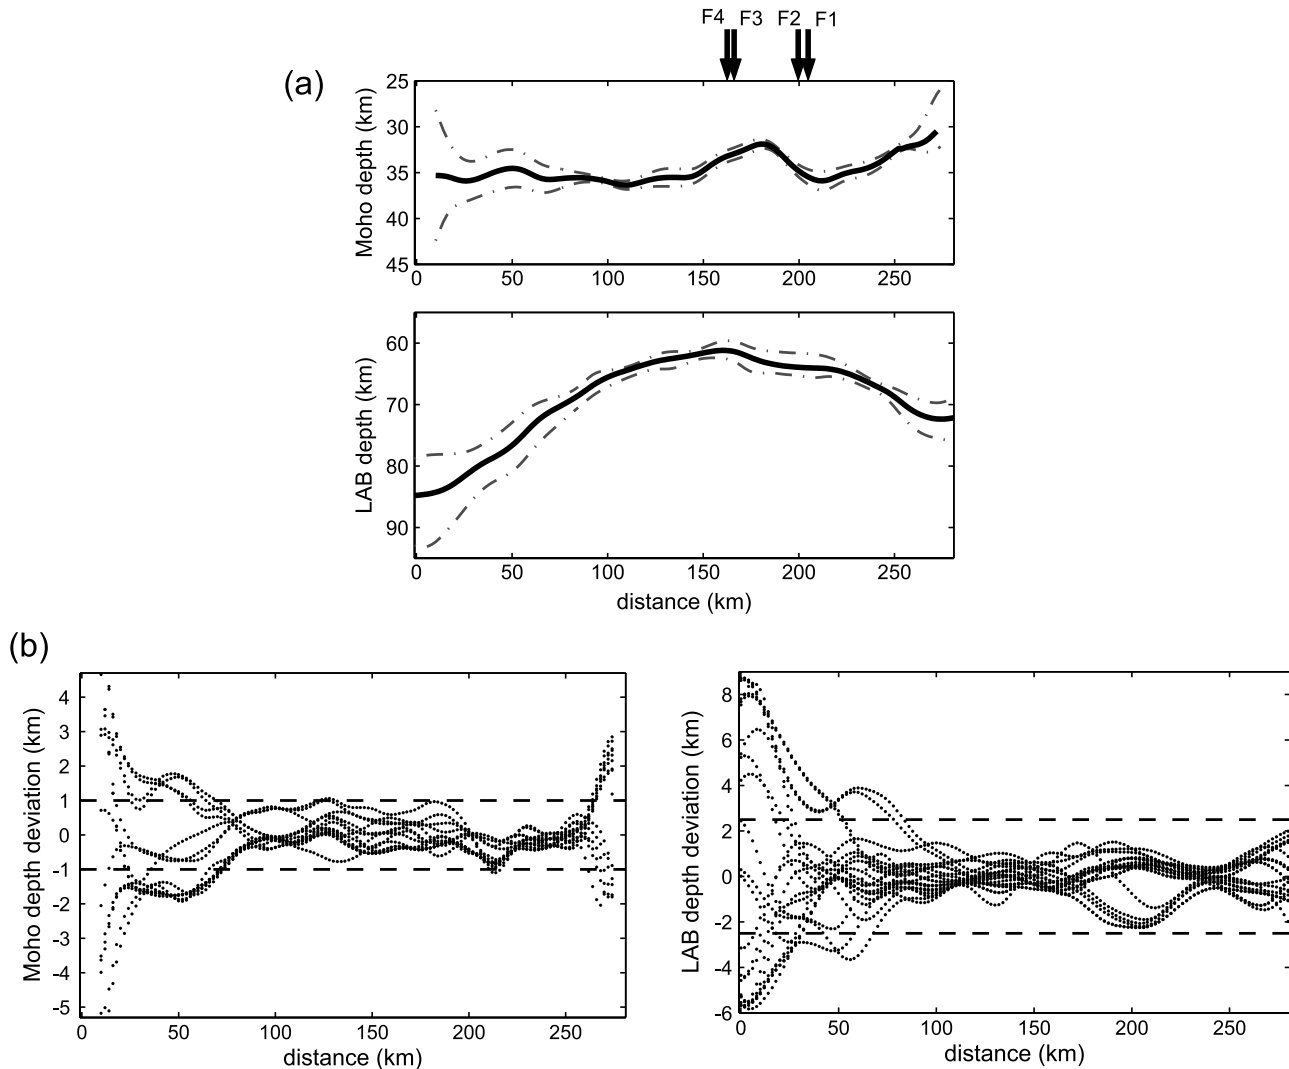 F4 F3 F2 F1
(a)
Moho depth (km)
25
30
35
40
45
0 50 100 150 200 250
LAB depth (km)
60
70
80
90
0 50 100 150 200 250
distance (km)
(b)
Moho depth deviation (km)
4
3
2
1
0
-1
-2
-3
-4
-5
0 50 100 150 200 250
distance (km)
LAB depth deviation (km)
8
6
4
2
0
-2
-4
-6
0 50 100 150 200 250
distance (km)